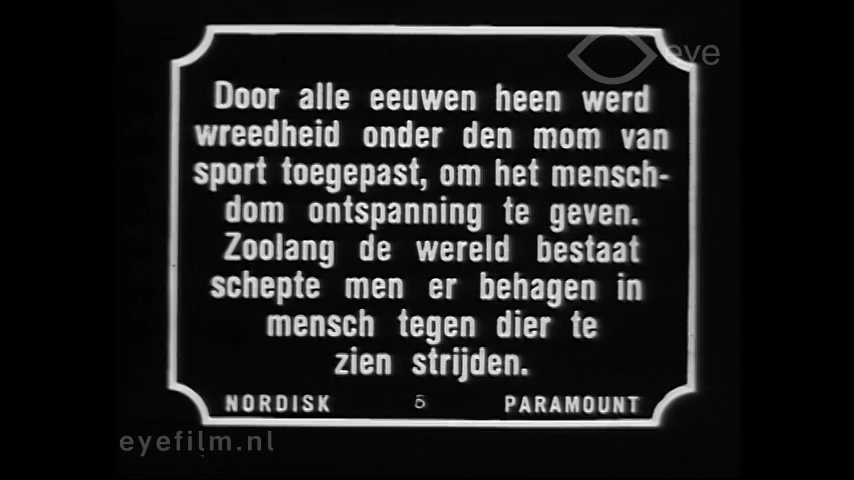 eye
Door alle eeuwen heen werd
wreedheid onder den mom van
sport toegepast, om het mensch-
dom ontspanning te geven.
Zoolang de wereld bestaat
schepte men er behagen in
mensch tegen dier te
zien strijden.
NORDISK 5 PARAMOUNT
eyefilm.nl